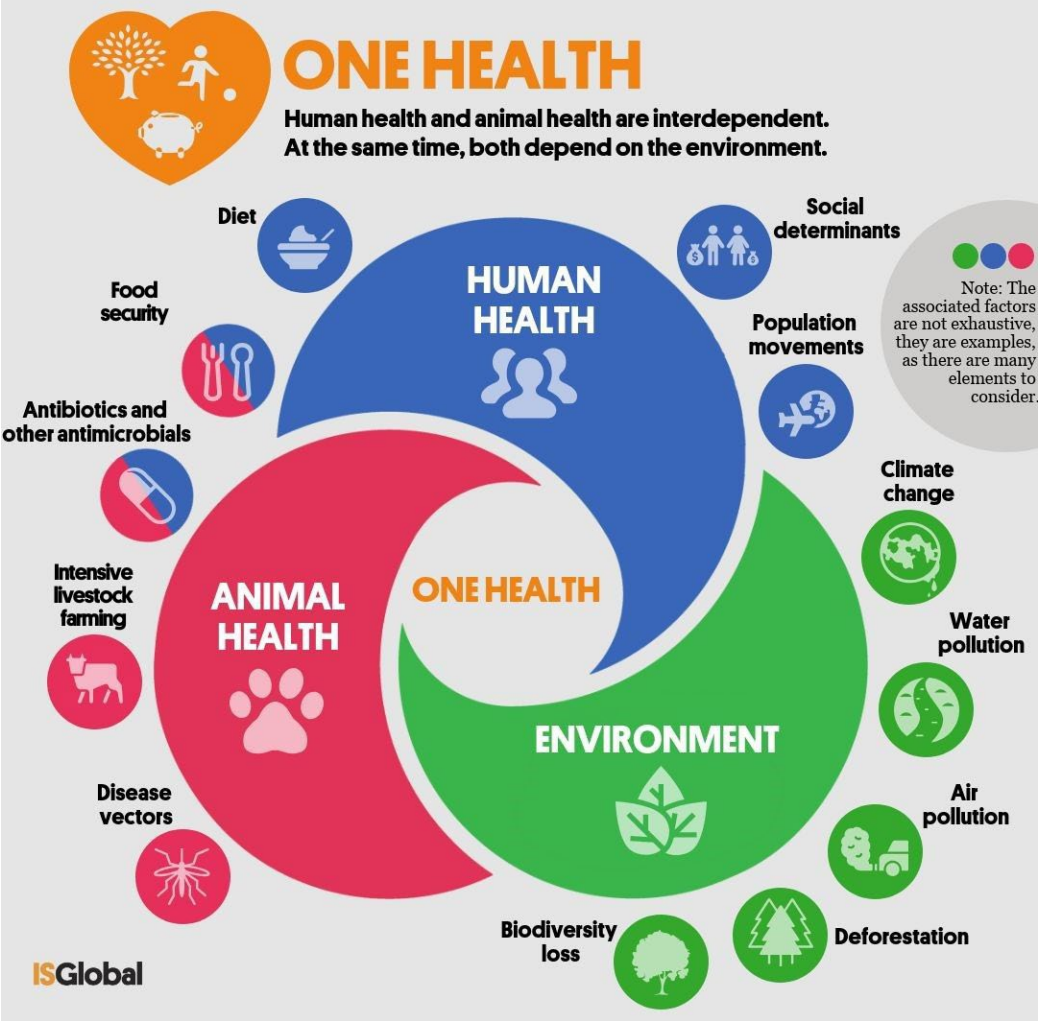 ONE HEALTH
Human health and animal health are interdependent.
At the same time, both depend on the environment.
Diet
Food
security
Antibiotics and
other antimicrobials
Intensive
livestock
farming
Disease
vectors
HUMAN
HEALTH
ANIMAL
HEALTH
ONE HEALTH
ENVIRONMENT
Social
determinants
Population
movements
Note: The
associated factors
are not exhaustive,
they are examples,
as there are many
elements to
consider.
Climate
change
Water
pollution
Air
pollution
Deforestation
Biodiversity
loss
$
$
ISGlobal